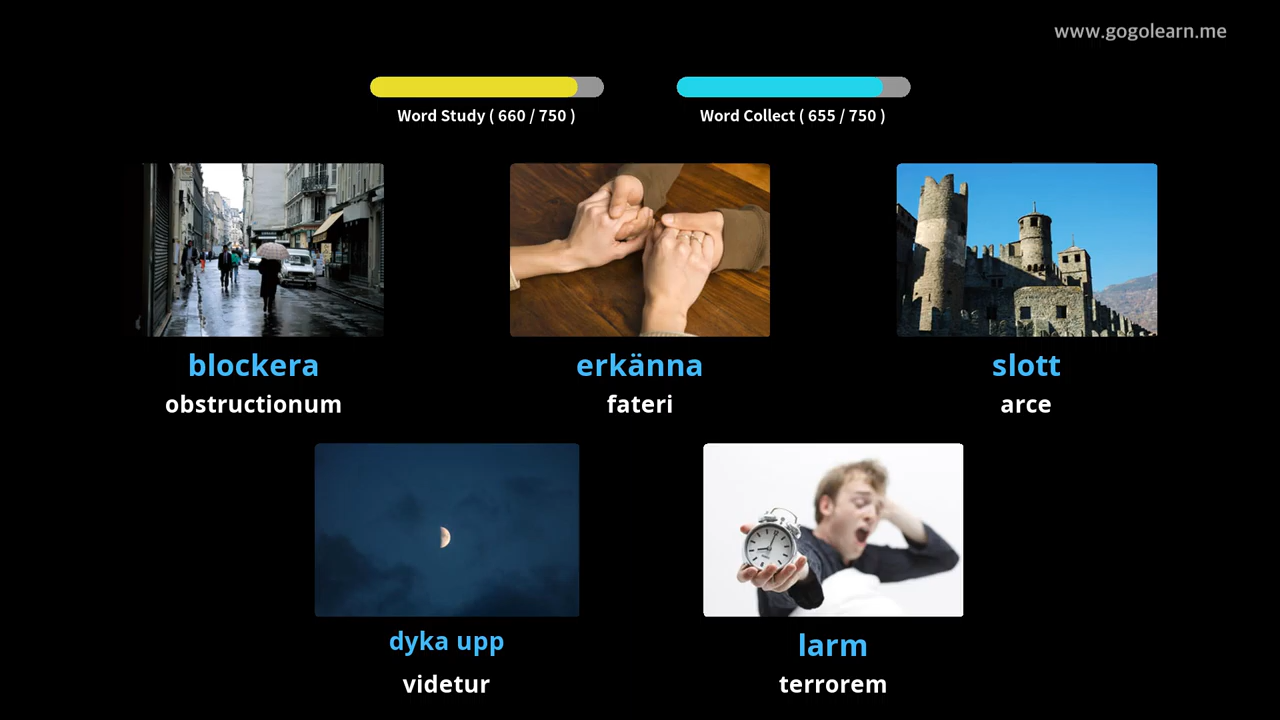 www.gogolearn.me
Word Study ( 660 / 750 )
Word Collect ( 655 / 750 )
blockera
obstructionum
erkänna
fateri
slott
arce
dyka upp
videtur
larm
terrorem